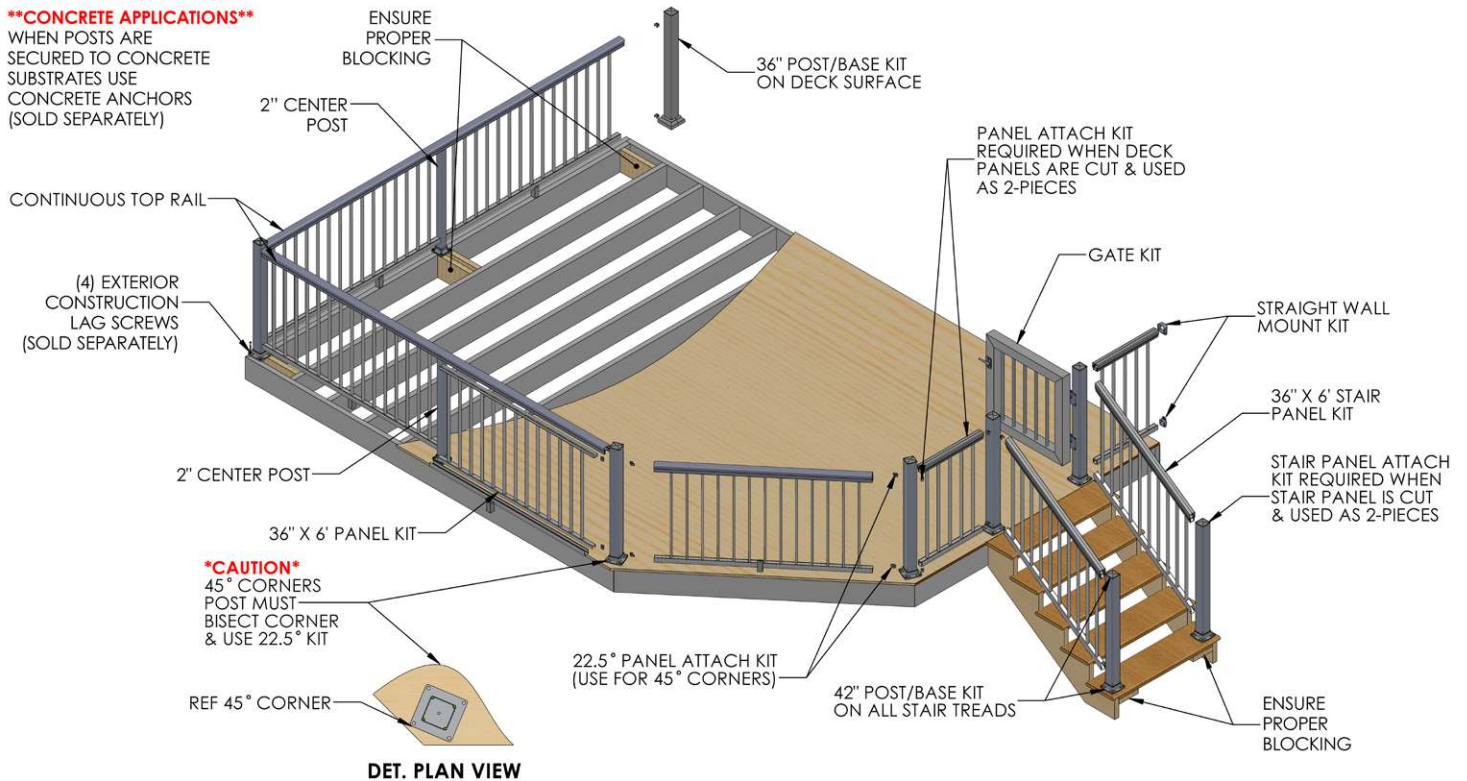 **CONCRETE APPLICATIONS**
WHEN POSTS ARE
SECURED TO CONCRETE
SUBSTRATES USE
CONCRETE ANCHORS
(SOLD SEPARATELY)
ENSURE
PROPER
BLOCKING
36" POST/BASE KIT
ON DECK SURFACE
2" CENTER
POST
PANEL ATTACH KIT
REQUIRED WHEN DECK
PANELS ARE CUT & USED
AS 2-PIECES
CONTINUOUS TOP RAIL
GATE KIT
(4) EXTERIOR
CONSTRUCTION
LAG SCREWS
(SOLD SEPARATELY)
STRAIGHT WALL
MOUNT KIT
36" X 6' STAIR
PANEL KIT
2" CENTER POST
STAIR PANEL ATTACH
KIT REQUIRED WHEN
STAIR PANEL IS CUT
& USED AS 2-PIECES
36" X 6' PANEL KIT
*CAUTION*
45° CORNERS
POST MUST
BISECT CORNER
& USE 22.5° KIT
22.5° PANEL ATTACH KIT
(USE FOR 45° CORNERS)
42" POST/BASE KIT
ON ALL STAIR TREADS
REF 45° CORNER
ENSURE
PROPER
BLOCKING
DET. PLAN VIEW